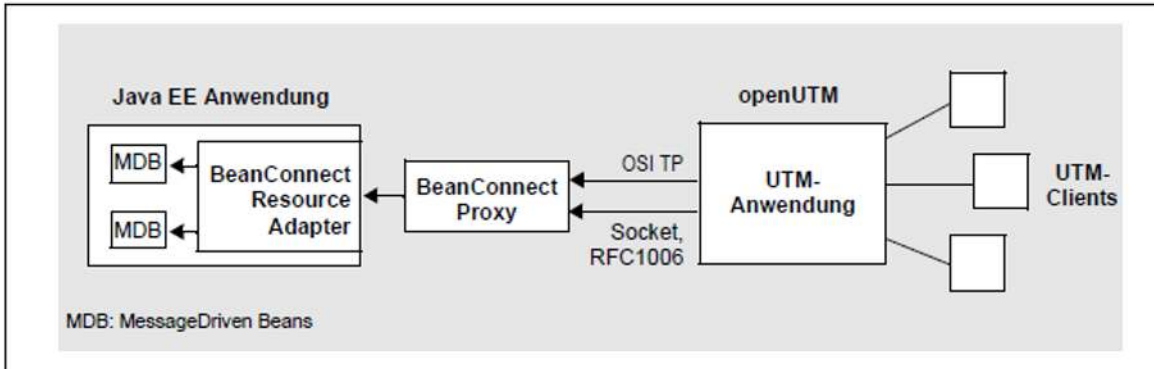 Java EE Anwendung
openUTM
MDB
MDB
BeanConnect
Resource
Adapter
BeanConnect
Proxy
OSI TP
Socket,
RFC1006
UTM-
Anwendung
UTM-
Clients
MDB: MessageDriven Beans